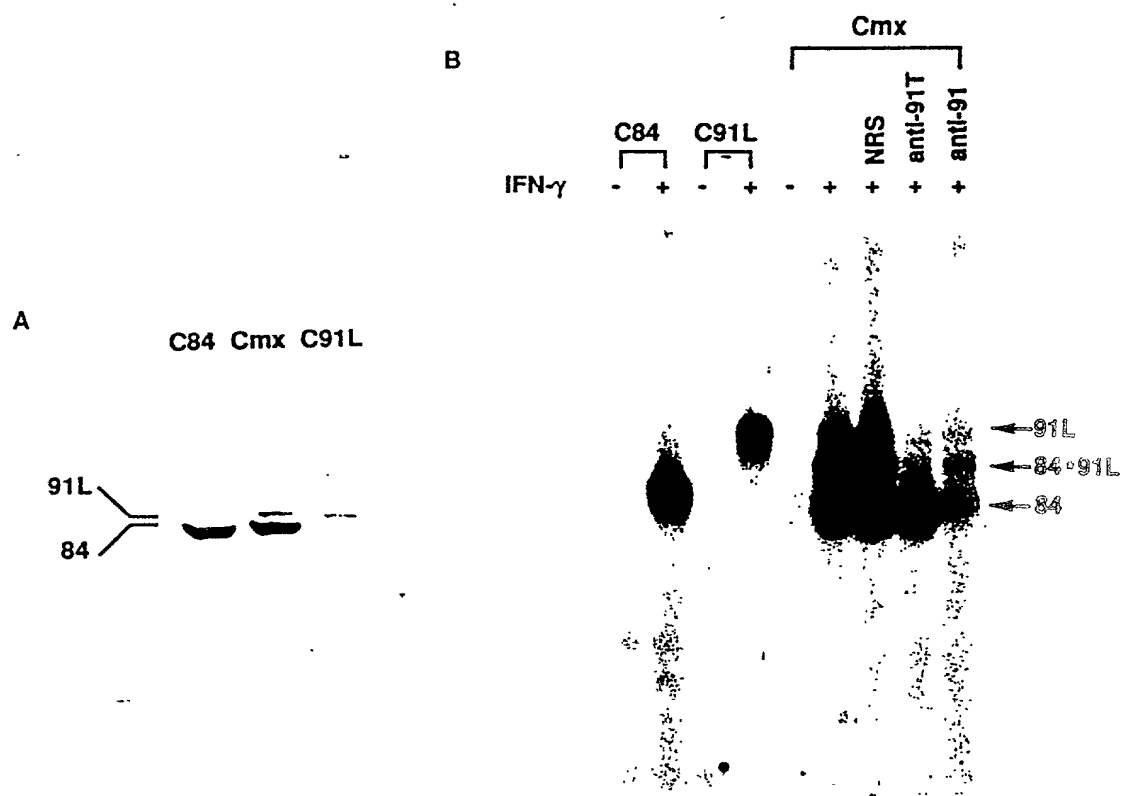 A
C84 Cmx C91L
91L
84
B
Cmx
C84 C91L NRS anti-91T anti-91
IFN-γ - + - + - + + + +
91L
84•91L
84